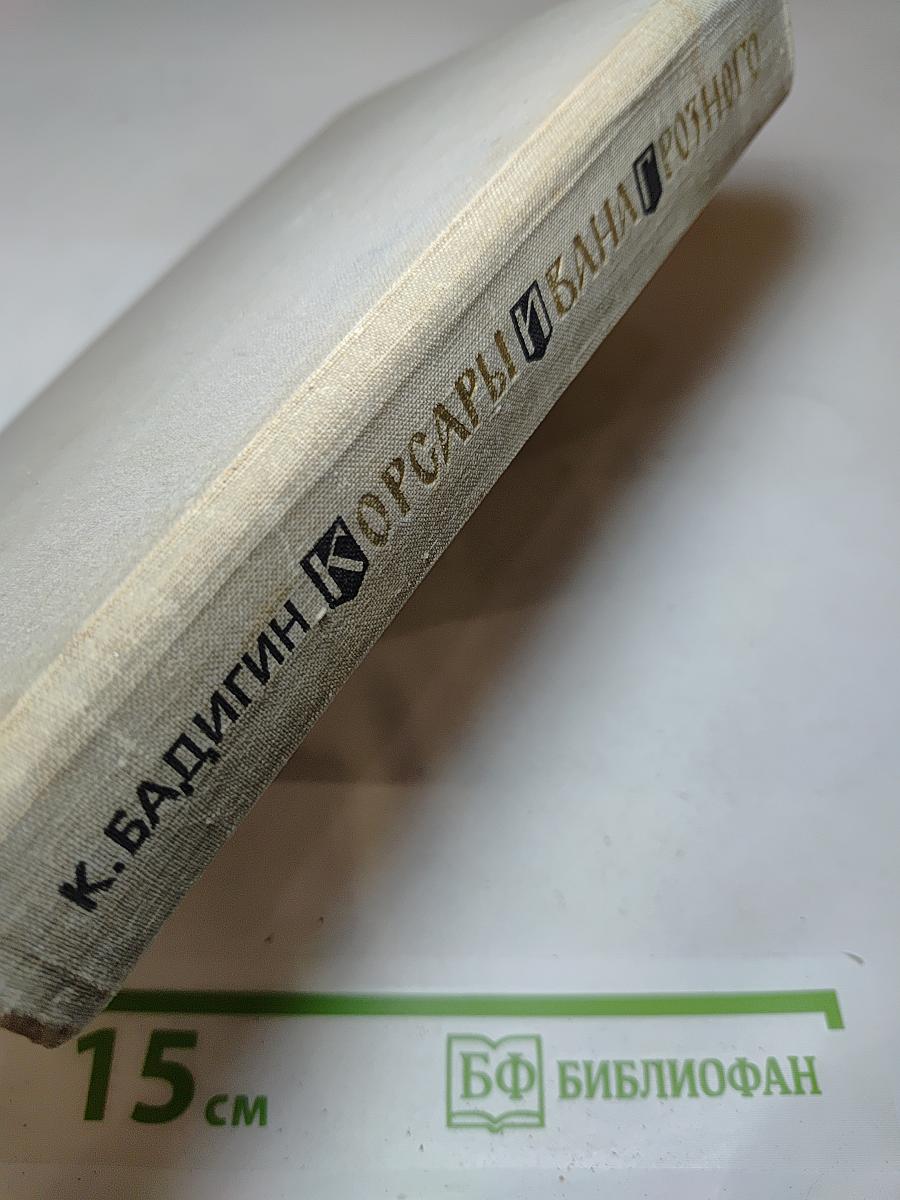 К. БАДИГИН КОРСАРЫ ИВАНА ГРОЗНОГО
15 см
БФ БИБЛИОФАН